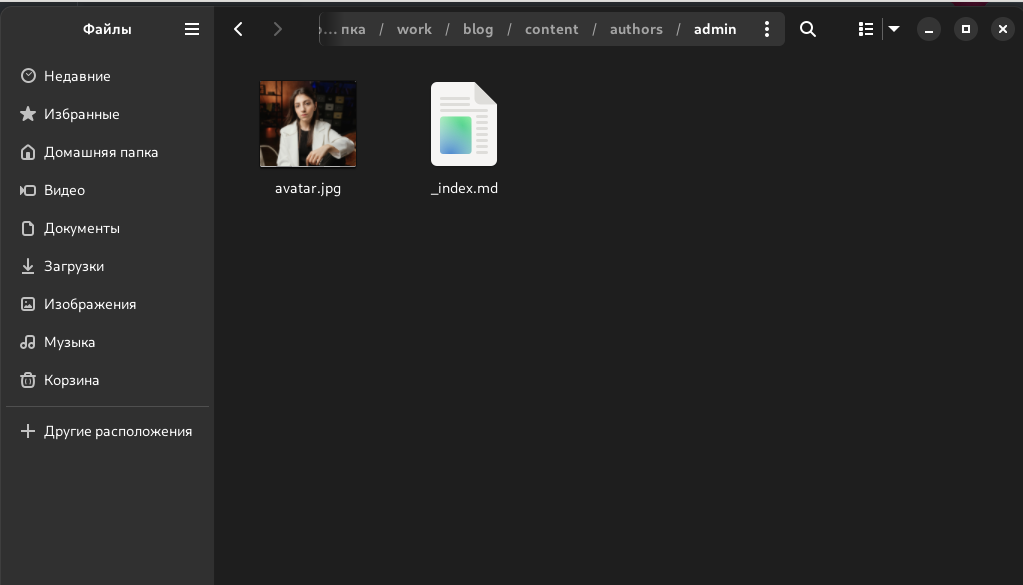 Файлы
… пка / work / blog / content / authors / admin
Недавние
Избранные
Домашняя папка
Видео
Документы
Загрузки
Изображения
Музыка
Корзина
Другие расположения
avatar.jpg
_index.md